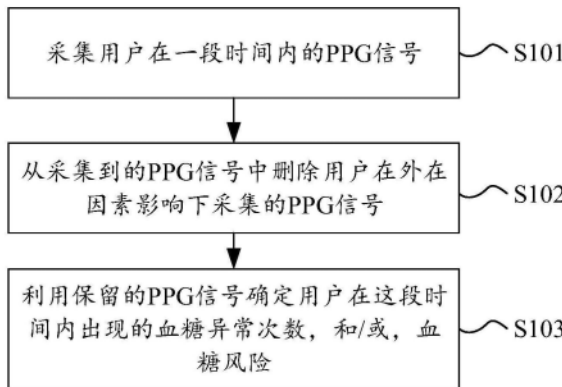 采集用户在一段时间内的PPG信号
S101
从采集到的PPG信号中删除用户在外在
因素影响下采集的PPG信号
S102
利用保留的PPG信号确定用户在这段时
间内出现的血糖异常次数，和/或，血
糖风险
S103